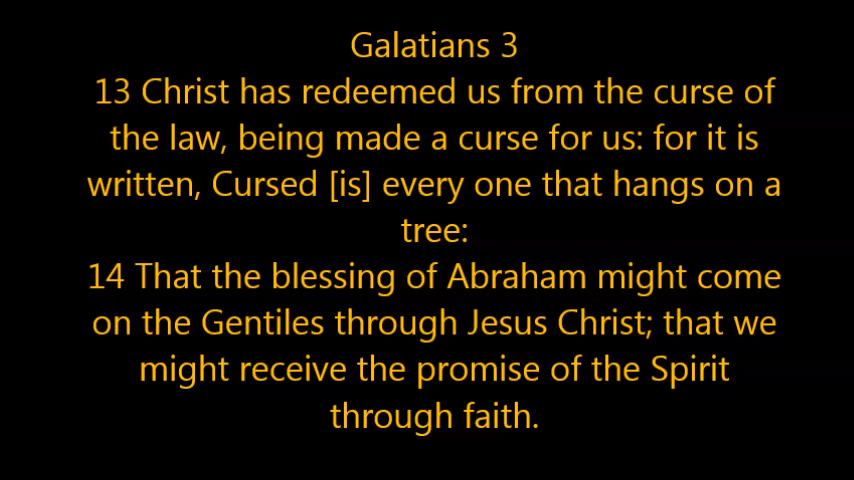 Galatians 3
13 Christ has redeemed us from the curse of
the law, being made a curse for us: for it is
written, Cursed [is] every one that hangs on a
tree:
14 That the blessing of Abraham might come
on the Gentiles through Jesus Christ; that we
might receive the promise of the Spirit
through faith.